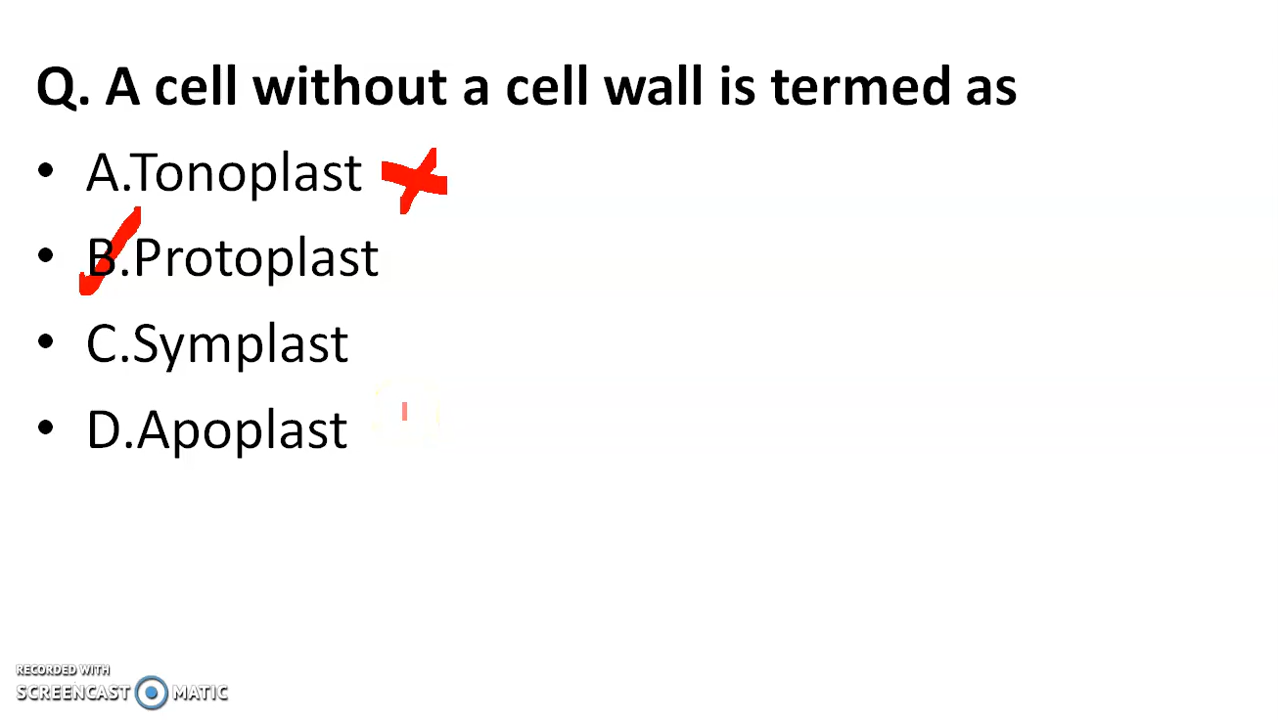 Q. A cell without a cell wall is termed as
• A.Tonoplast
• B.Protoplast
• C.Symplast
• D.Apoplast
RECORDED WITH
SCREENCAST MATIC